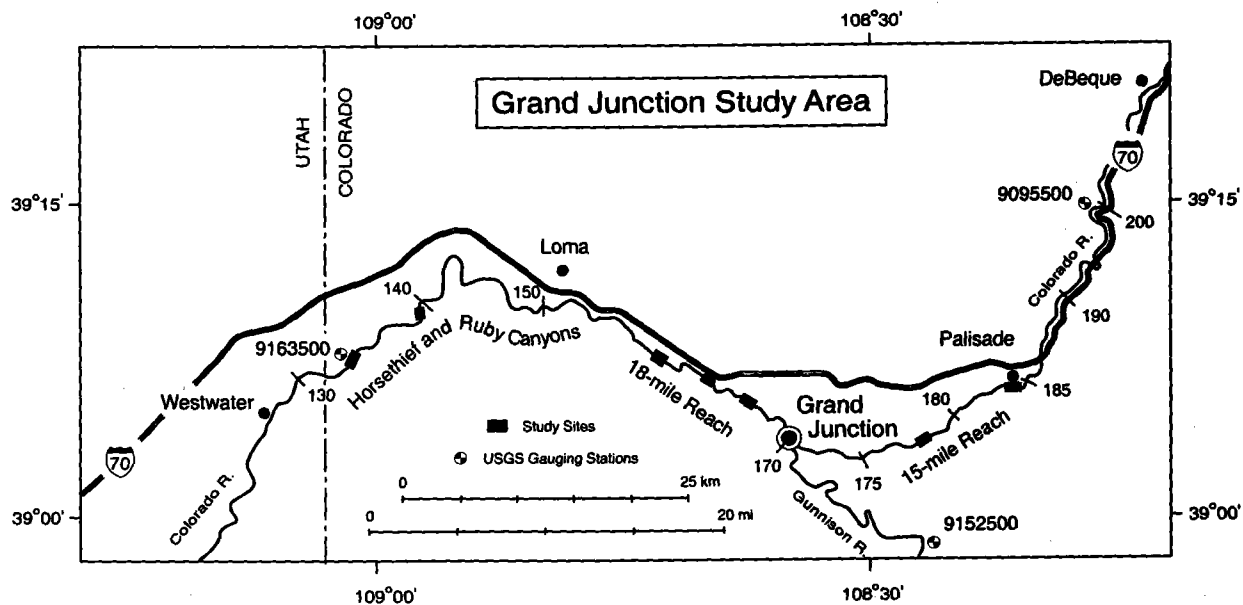 109°00'
108°30'
DeBeque
Grand Junction Study Area
UTAH
COLORADO
70
39°15'
39°15'
9095500
200
Loma
Colorado R.
140
150
190
Horsethief and Ruby Canyons
Palisade
9163500
18-mile Reach
185
130
Westwater
180
Grand
Junction
Study Sites
15-mile Reach
70
USGS Gauging Stations
170
175
0
25 km
Colorado R.
0
20 mi
Gunnison R.
39°00'
39°00'
9152500
109°00'
108°30'